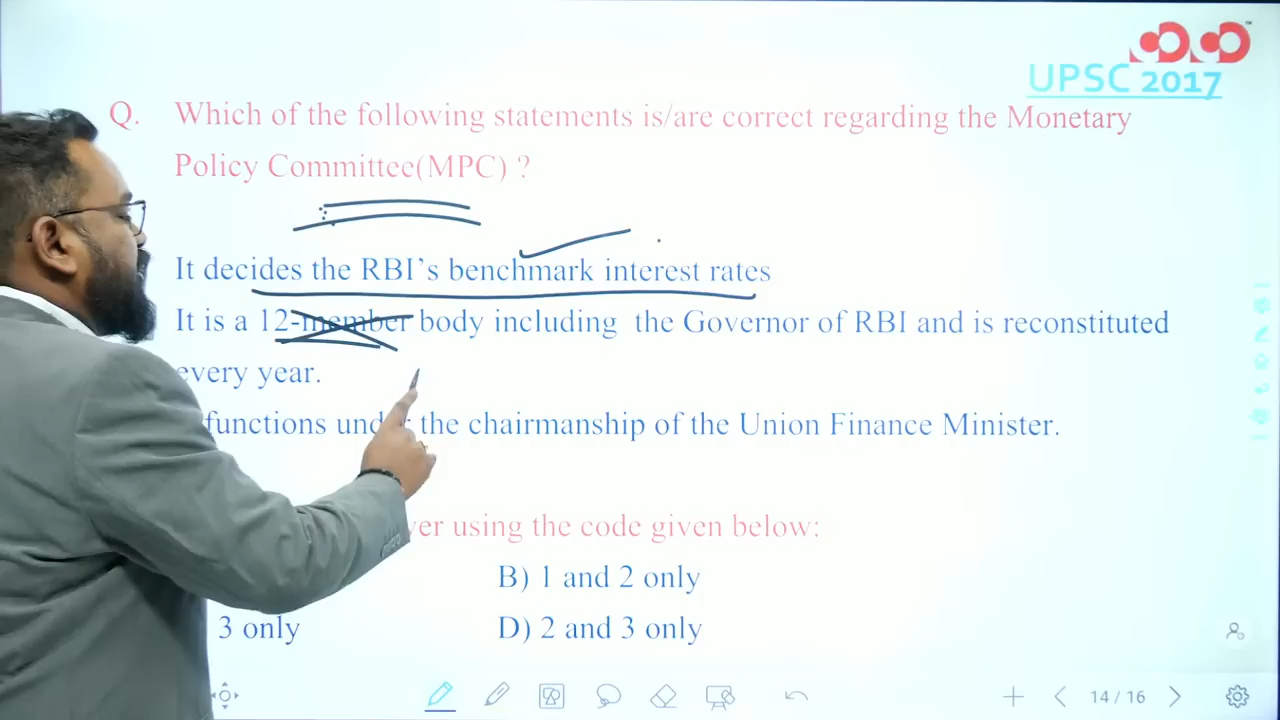 UPSC 2017
Q. Which of the following statements is/are correct regarding the Monetary
Policy Committee(MPC) ?
It decides the RBI's benchmark interest rates
It is a 12-member body including the Governor of RBI and is reconstituted
every year.
functions under the chairmanship of the Union Finance Minister.
using the code given below:
B) 1 and 2 only
3 only
D) 2 and 3 only
14 / 16